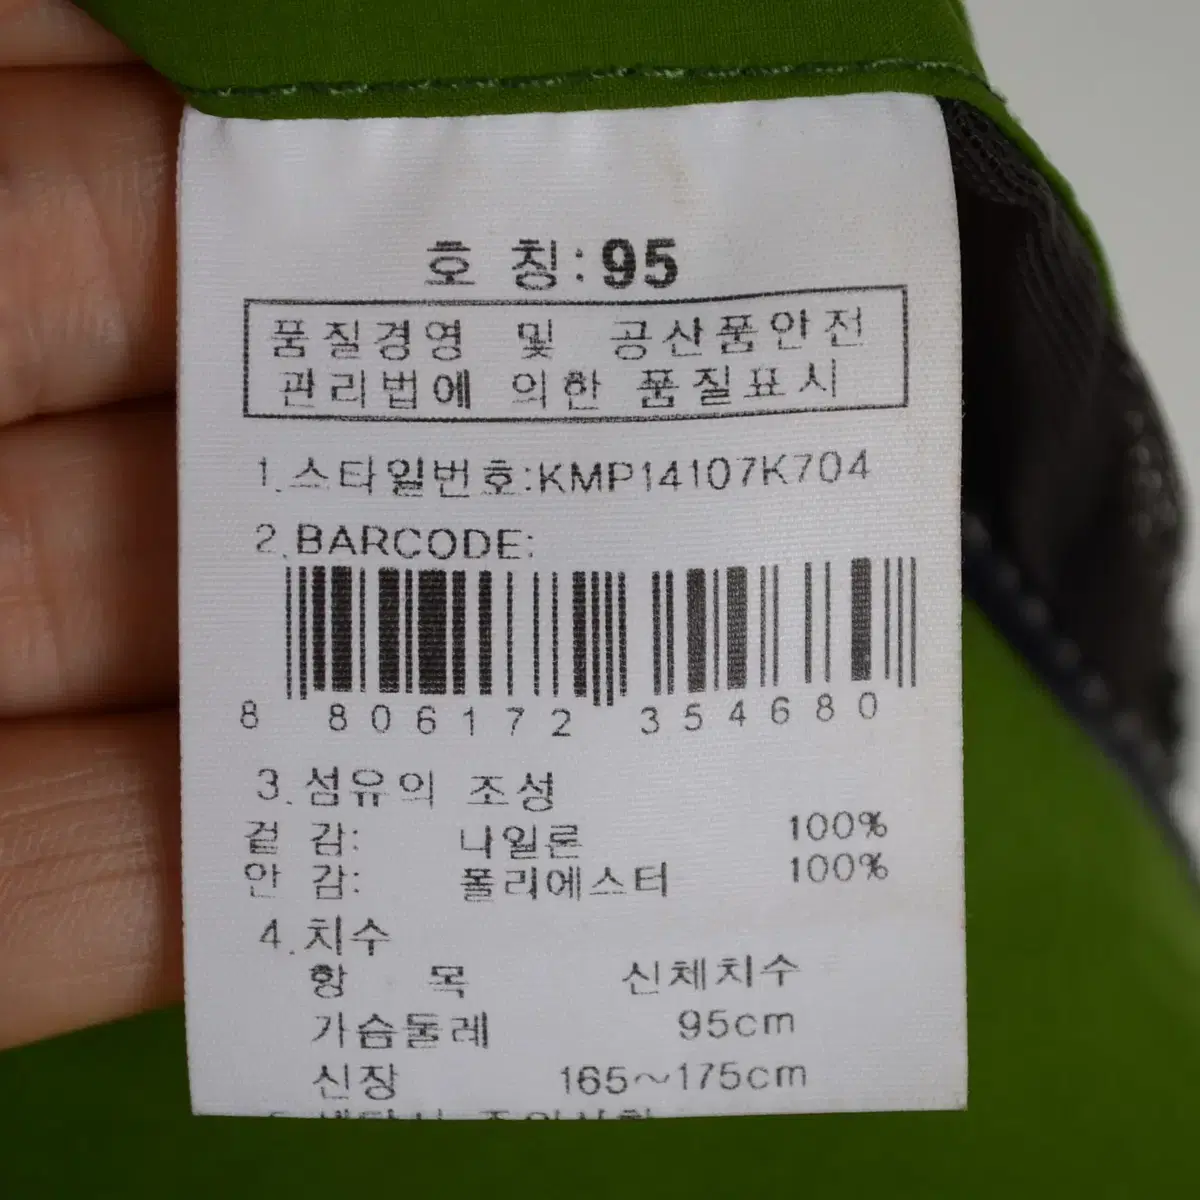 호 칭: 95
품질경영 및 공산품안전
관리법에 의한 품질표시
1. 스타일번호:KMP14107K704
2. BARCODE:
8 806172 354680
3. 섬유의 조성
겉 감: 나일론 100%
안 감: 폴리에스터 100%
4. 치수
항 목 신체치수
가슴둘레 95cm
신장 165~175cm